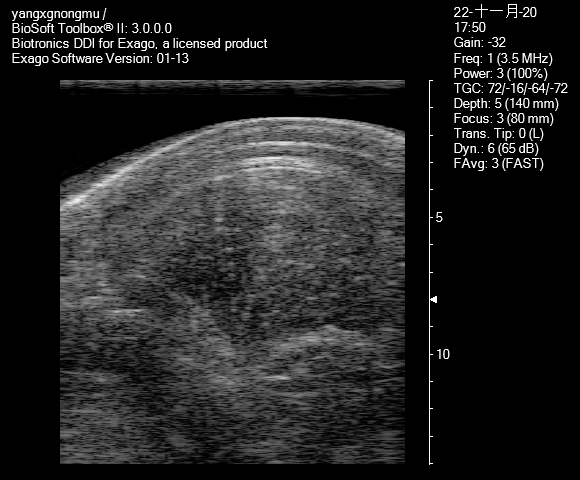 yangxgnongmu /
BioSoft Toolbox® II: 3.0.0.0
Biotronics DDI for Exago, a licensed product
Exago Software Version: 01-13
22-十一月-20
17:50
Gain: -32
Freq: 1 (3.5 MHz)
Power: 3 (100%)
TGC: 72/-16/-64/-72
Depth: 5 (140 mm)
Focus: 3 (80 mm)
Trans. Tip: 0 (L)
Dyn.: 6 (65 dB)
FAvg: 3 (FAST)
5
10